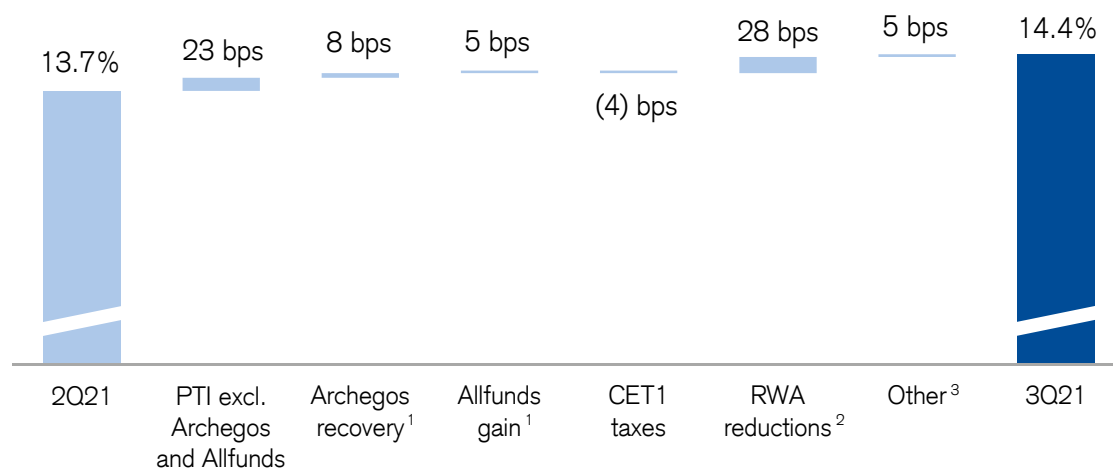 13.7%
23 bps
8 bps
5 bps
(4) bps
28 bps
5 bps
14.4%
2Q21
PTI excl.
Archegos
and Allfunds
Archegos
recovery 1
Allfunds
gain 1
CET1
taxes
RWA
reductions 2
Other 3
3Q21